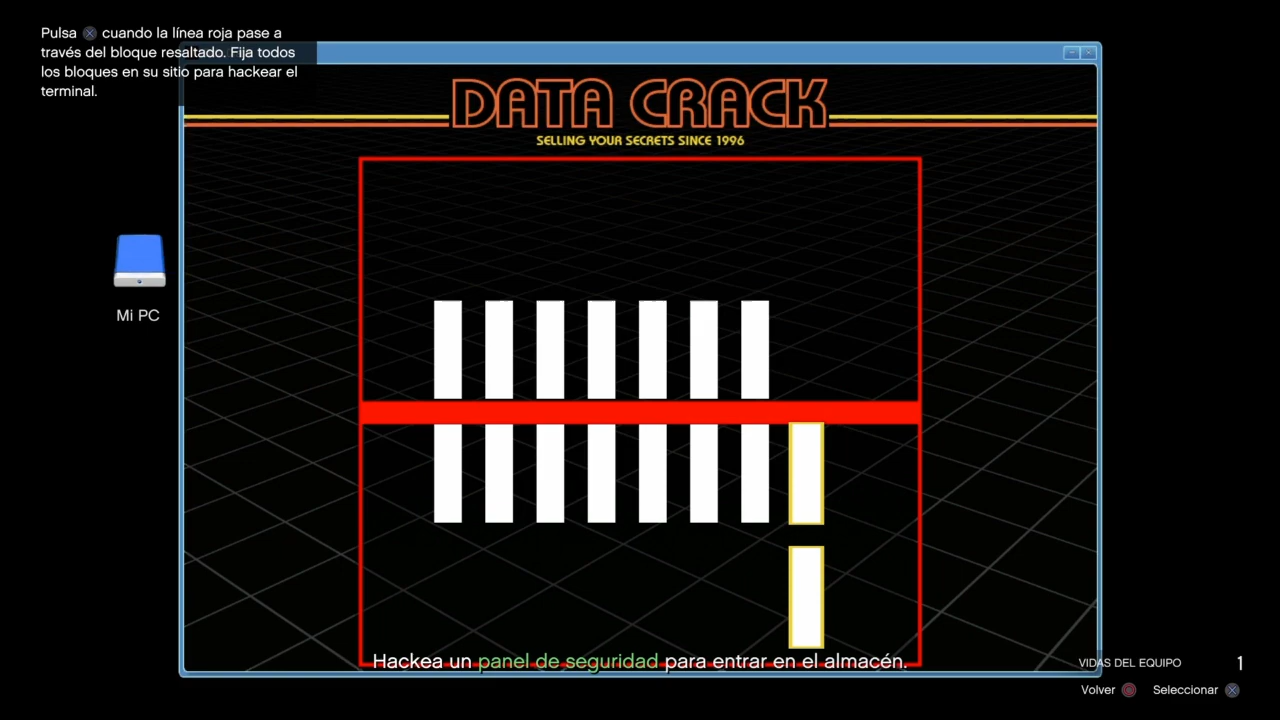 Pulsa cuando la línea roja pase a
través del bloque resaltado. Fija todos
los bloques en su sitio para hackear el
terminal.
DATA CRACK
SELLING YOUR SECRETS SINCE 1996
Mi PC
Hackea un panel de seguridad para entrar en el almacén.
VIDAS DEL EQUIPO 1
Volver Seleccionar